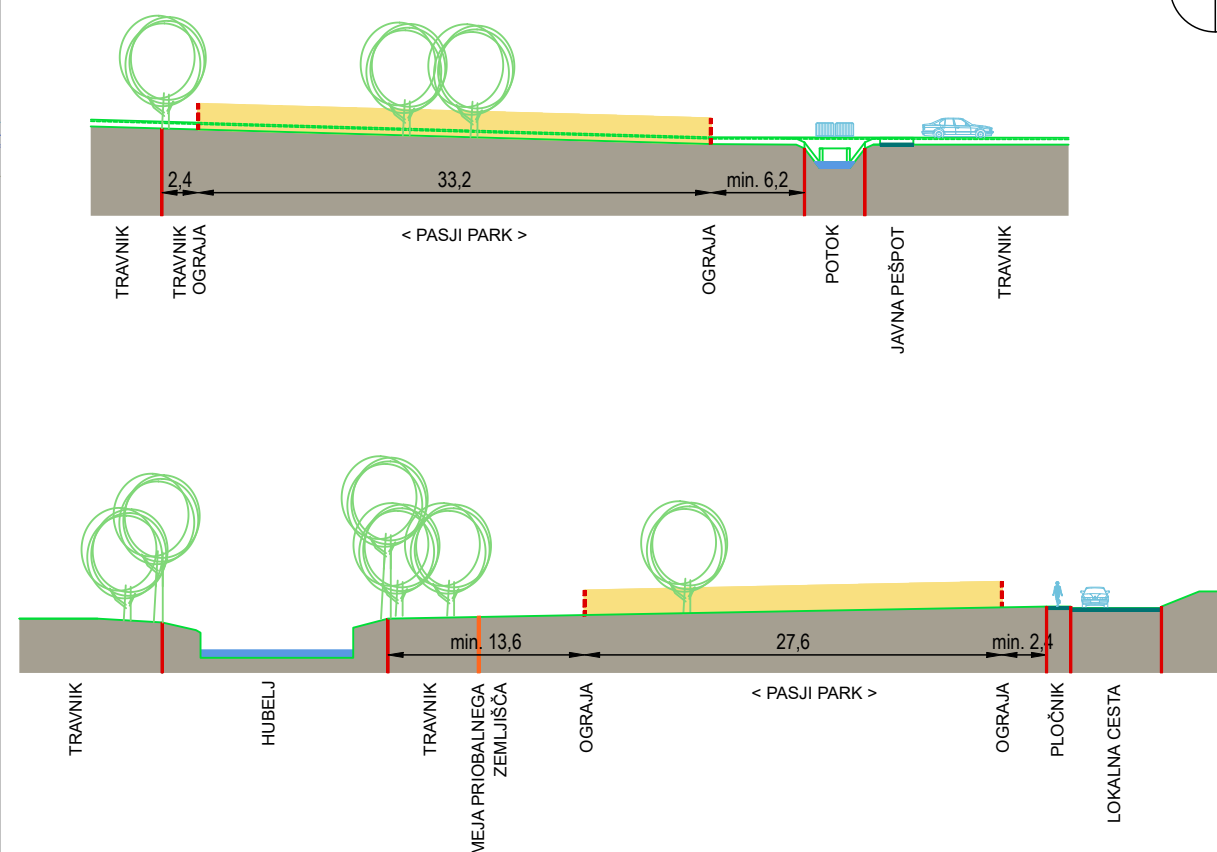 2,4
33,2
min. 6,2
TRAVNIK
TRAVNIK
OGRAJA
< PASJI PARK >
OGRAJA
POTOK
JAVNA PEŠPOT
TRAVNIK
min. 13,6
27,6
min. 2,4
TRAVNIK
HUBELJ
TRAVNIK
MEJA PRIOBALNEGA
ZEMLJIŠČA
OGRAJA
< PASJI PARK >
OGRAJA
PLOČNIK
LOKALNA CESTA